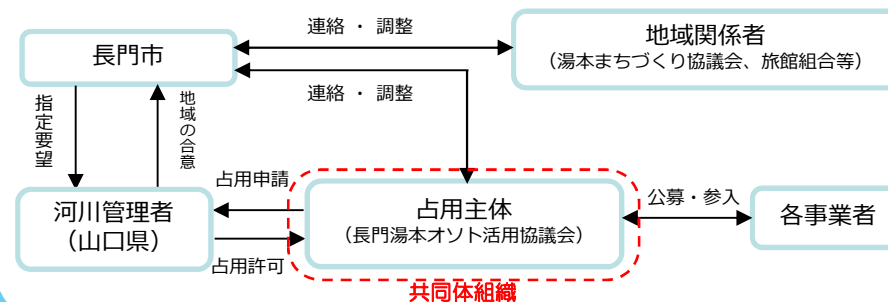 連絡 ・ 調整
長門市
地域関係者
（湯本まちづくり協議会、旅館組合等）
連絡 ・ 調整
指定要望
地域の合意
占用申請
河川管理者
（山口県）
占用主体
（長門湯本オソト活用協議会）
公募・参入
各事業者
占用許可
共同体組織